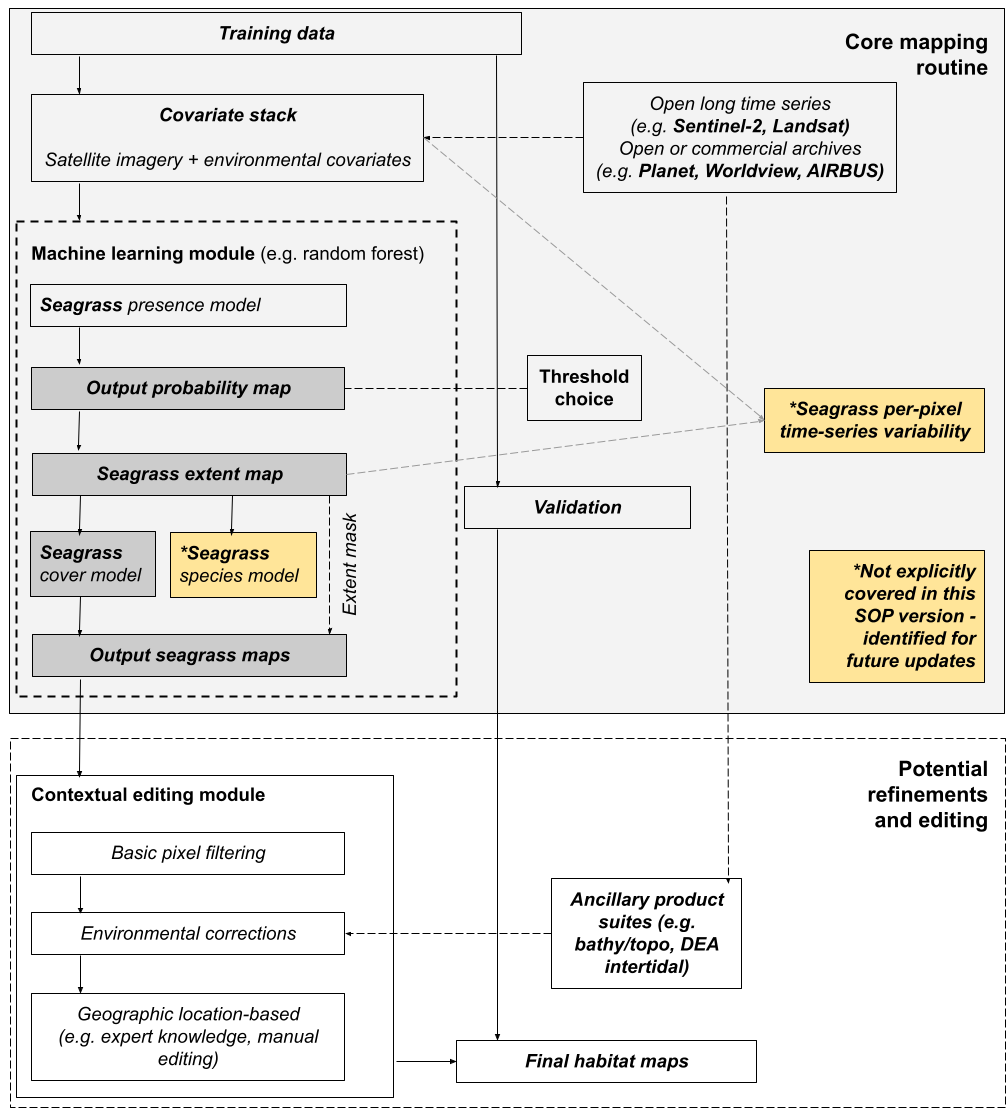 Training data
Core mapping
routine
Covariate stack
Satellite imagery + environmental covariates
Open long time series
(e.g. Sentinel-2, Landsat)
Open or commercial archives
(e.g. Planet, Worldview, AIRBUS)
Machine learning module (e.g. random forest)
Seagrass presence model
Output probability map
Threshold
choice
*Seagrass per-pixel
time-series variability
Seagrass extent map
Validation
Seagrass
cover model
*Seagrass
species model
Extent mask
*Not explicitly
covered in this
SOP version -
identified for
future updates
Output seagrass maps
Potential
refinements
and editing
Contextual editing module
Basic pixel filtering
Environmental corrections
Ancillary product
suites (e.g.
bathy/topo, DEA
intertidal)
Geographic location-based
(e.g. expert knowledge, manual
editing)
Final habitat maps